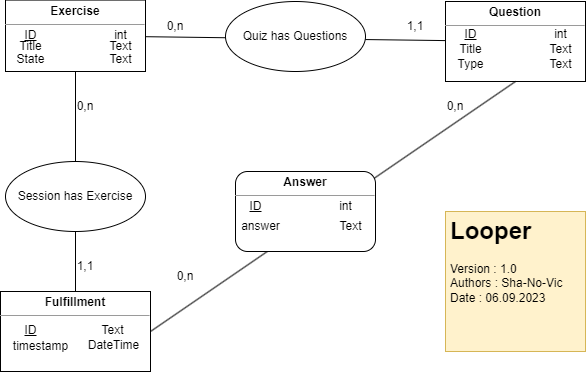 Exercise
ID int
Title Text
State Text
0,n
Quiz has Questions
1,1
Question
ID int
Title Text
Type Text
0,n
0,n
Session has Exercise
Answer
ID int
answer Text
1,1
0,n
Fulfillment
ID Text
timestamp DateTime
Looper
Version : 1.0
Authors : Sha-No-Vic
Date : 06.09.2023